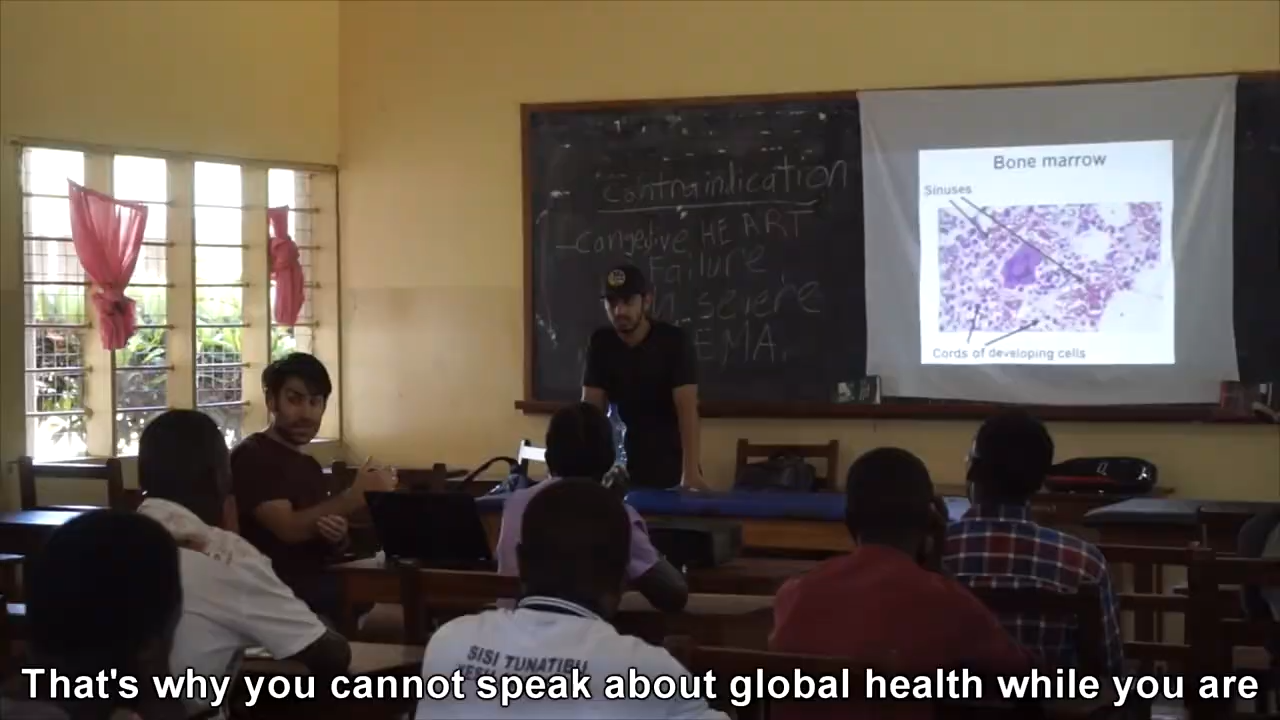 Contraindication
Bone marrow
Sinuses
- Congestive HEART
Failure
severe
EMA.
Cords of developing cells
SISI TUNATIBU
That's why you cannot speak about global health while you are